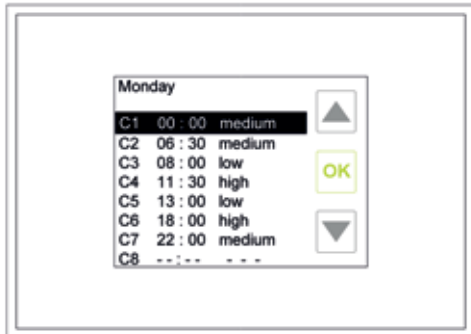 Monday
C1 00 : 00 medium
C2 06 : 30 medium
C3 08 : 00 low
C4 11 : 30 high
C5 13 : 00 low
C6 18 : 00 high
C7 22 : 00 medium
C8 - - : - - - - -
OK